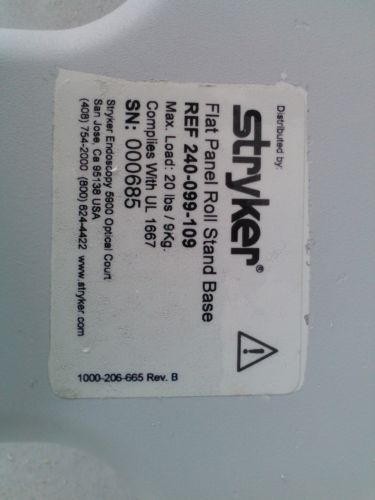 Distributed by:
stryker®
Flat Panel Roll Stand Base
REF 240-099-109
Max. Load: 20 lbs / 9Kg.
Complies With UL 1667
SN: 000685
Stryker Endoscopy 5900 Optical Court
San Jose, Ca 95138 USA
(408) 754-2000 (800) 624-4422 www.stryker.com
1000-206-665 Rev. B